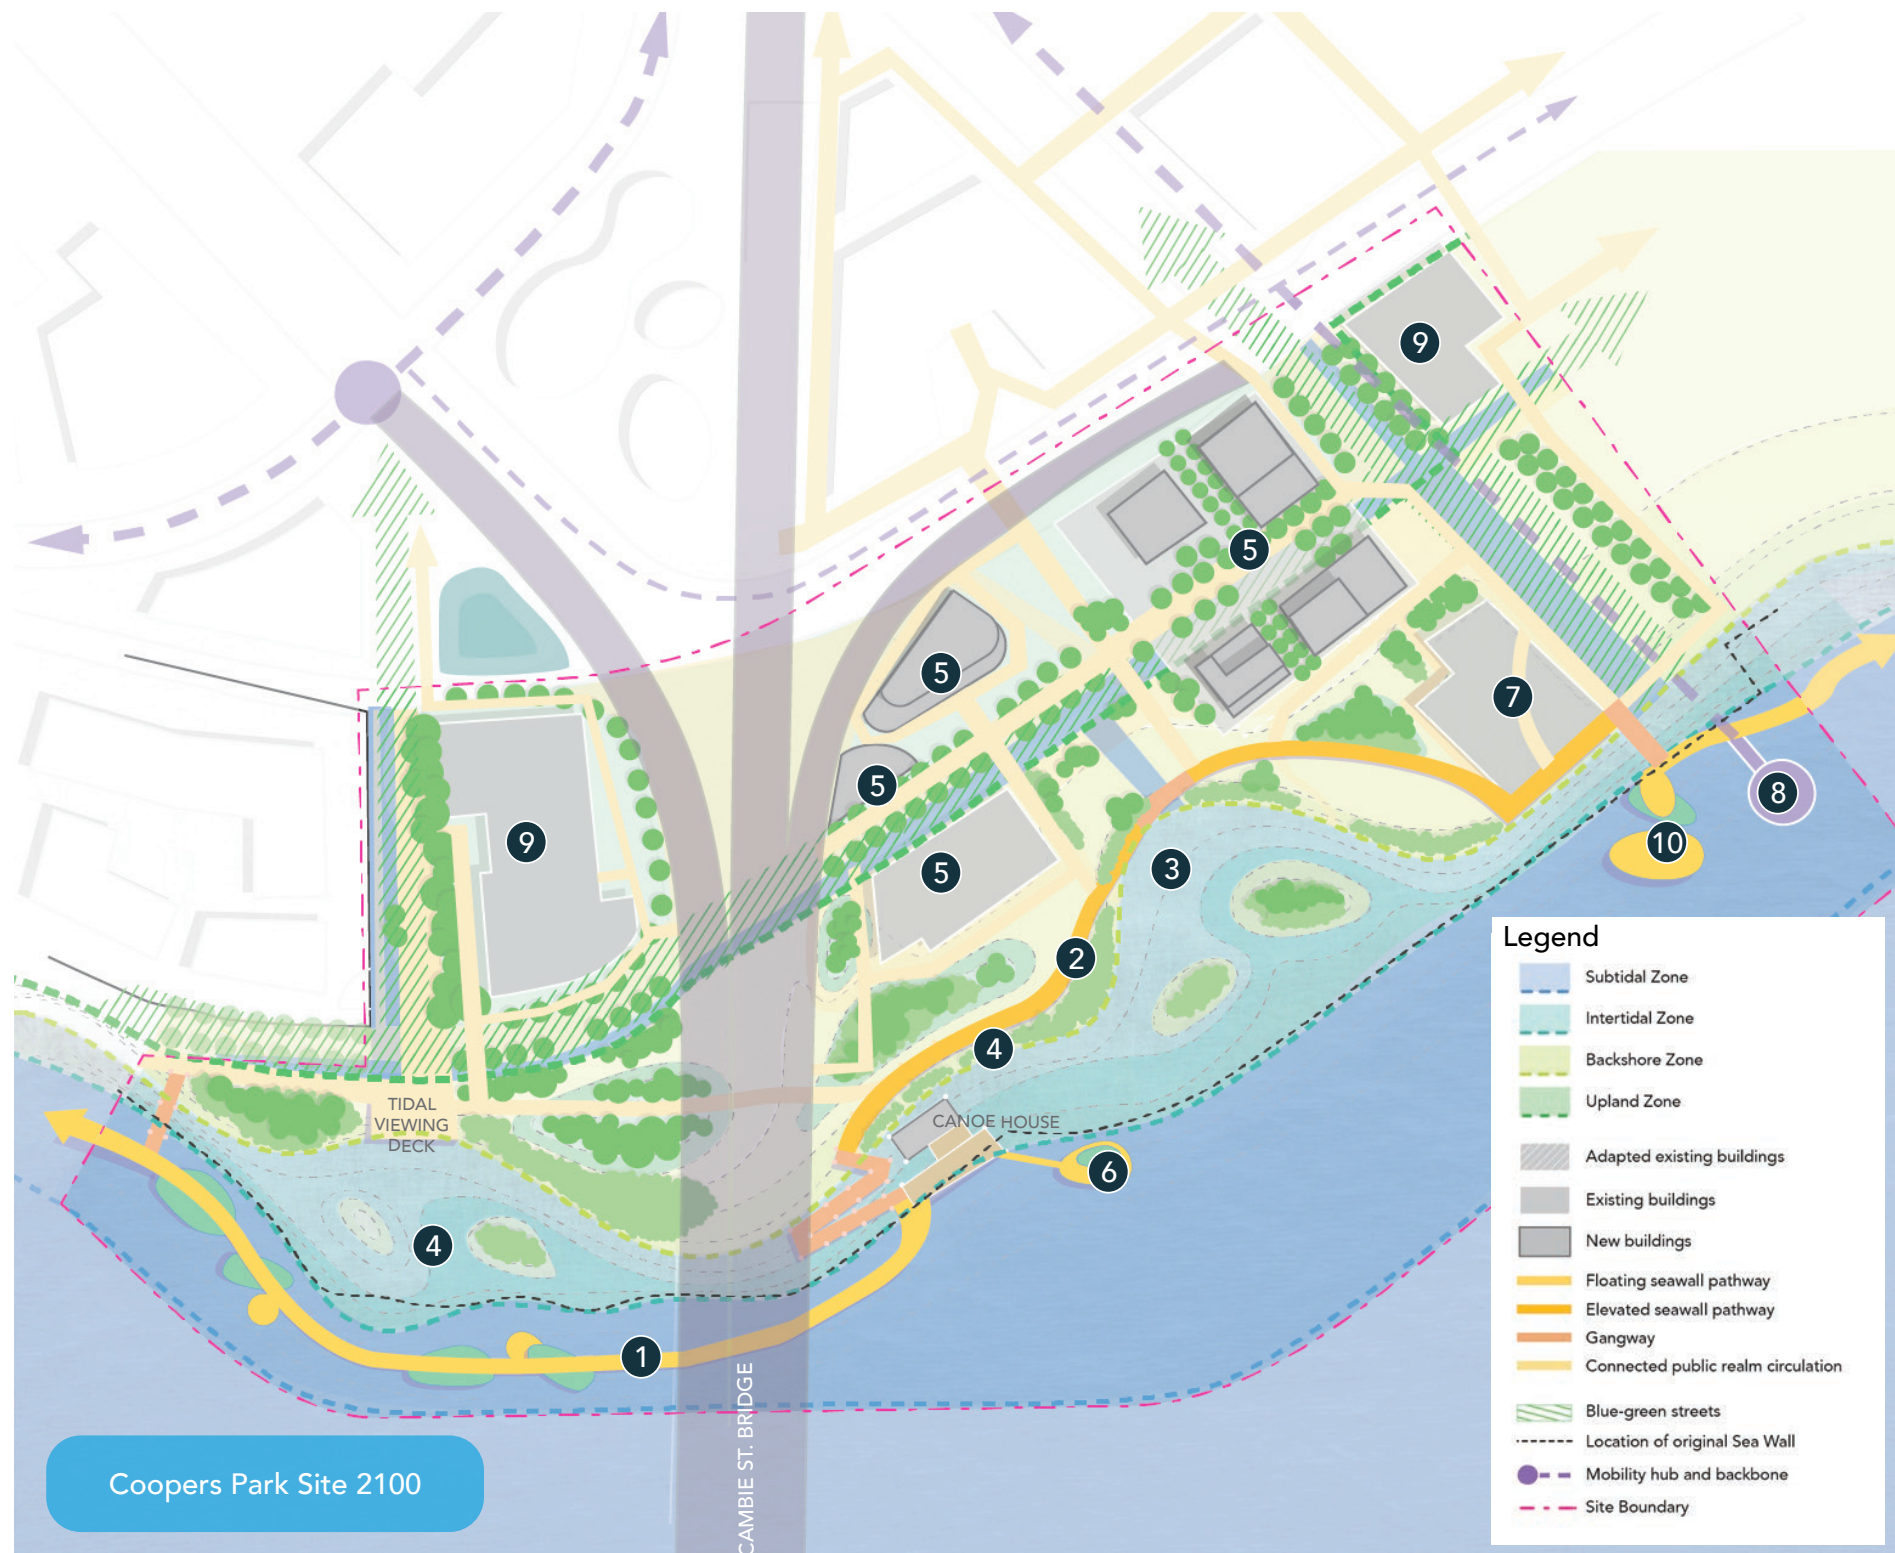 9
5
5
7
5
8
9
10
5
3
2
4
TIDAL
VIEWING
DECK
CANOE HOUSE
6
4
1
CAMBIE ST. BRIDGE
Coopers Park Site 2100
Legend
Subtidal Zone
Intertidal Zone
Backshore Zone
Upland Zone
Adapted existing buildings
Existing buildings
New buildings
Floating seawall pathway
Elevated seawall pathway
Gangway
Connected public realm circulation
Blue-green streets
Location of original Sea Wall
Mobility hub and backbone
Site Boundary